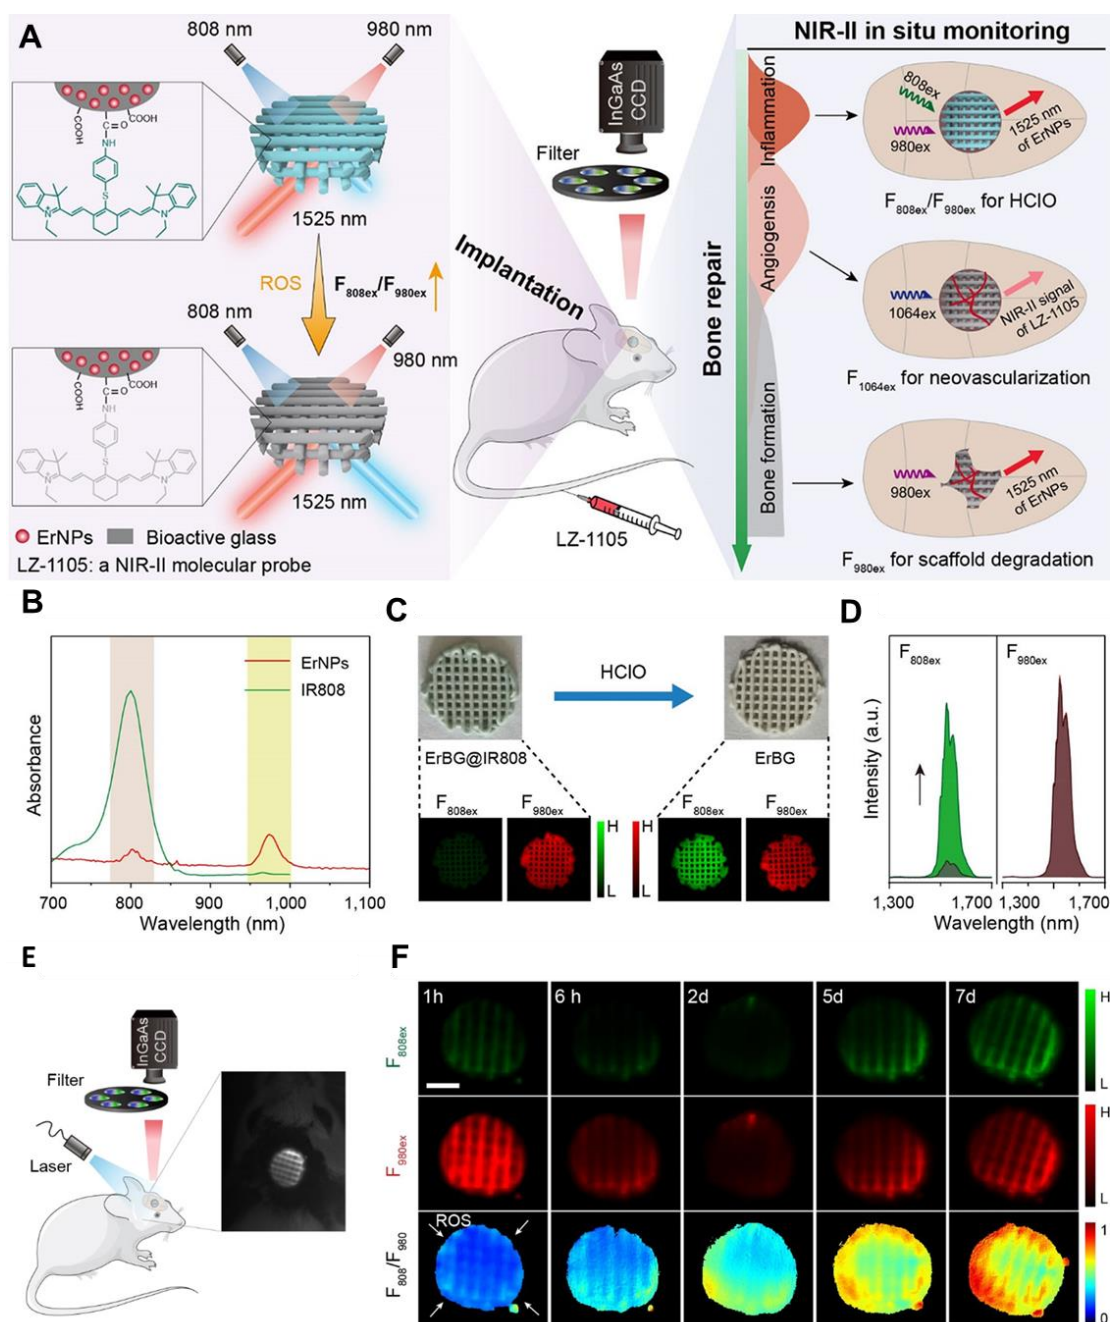 A
808 nm
980 nm
COOH
COOH
C=O
NH
S
N+
N
1525 nm
ROS
F808ex/F980ex
808 nm
980 nm
COOH
COOH
C=O
NH
S
N+
N
1525 nm
ErNPs
Bioactive glass
LZ-1105: a NIR-II molecular probe
Implantation
InGaAs
CCD
Filter
LZ-1105
Bone repair
NIR-II in situ monitoring
Inflammation
808ex
980ex
1525 nm
of ErNPs
F808ex/F980ex for HClO
Angiogensis
1064ex
NIR-II signal
of LZ-1105
F1064ex for neovascularization
Bone formation
980ex
1525 nm
of ErNPs
F980ex for scaffold degradation
B
Absorbance
ErNPs
IR808
700 800 900 1,000 1,100
Wavelength (nm)
C
HClO
ErBG@IR808
ErBG
F808ex
F980ex
H
L
H
L
F808ex
F980ex
D
Intensity (a.u.)
F808ex
F980ex
1,300 1,700 1,300 1,700
Wavelength (nm)
E
InGaAs
CCD
Filter
Laser
F
1h
6 h
2d
5d
7d
F808ex
H
L
F980ex
H
L
F808/F980
ROS
1
0